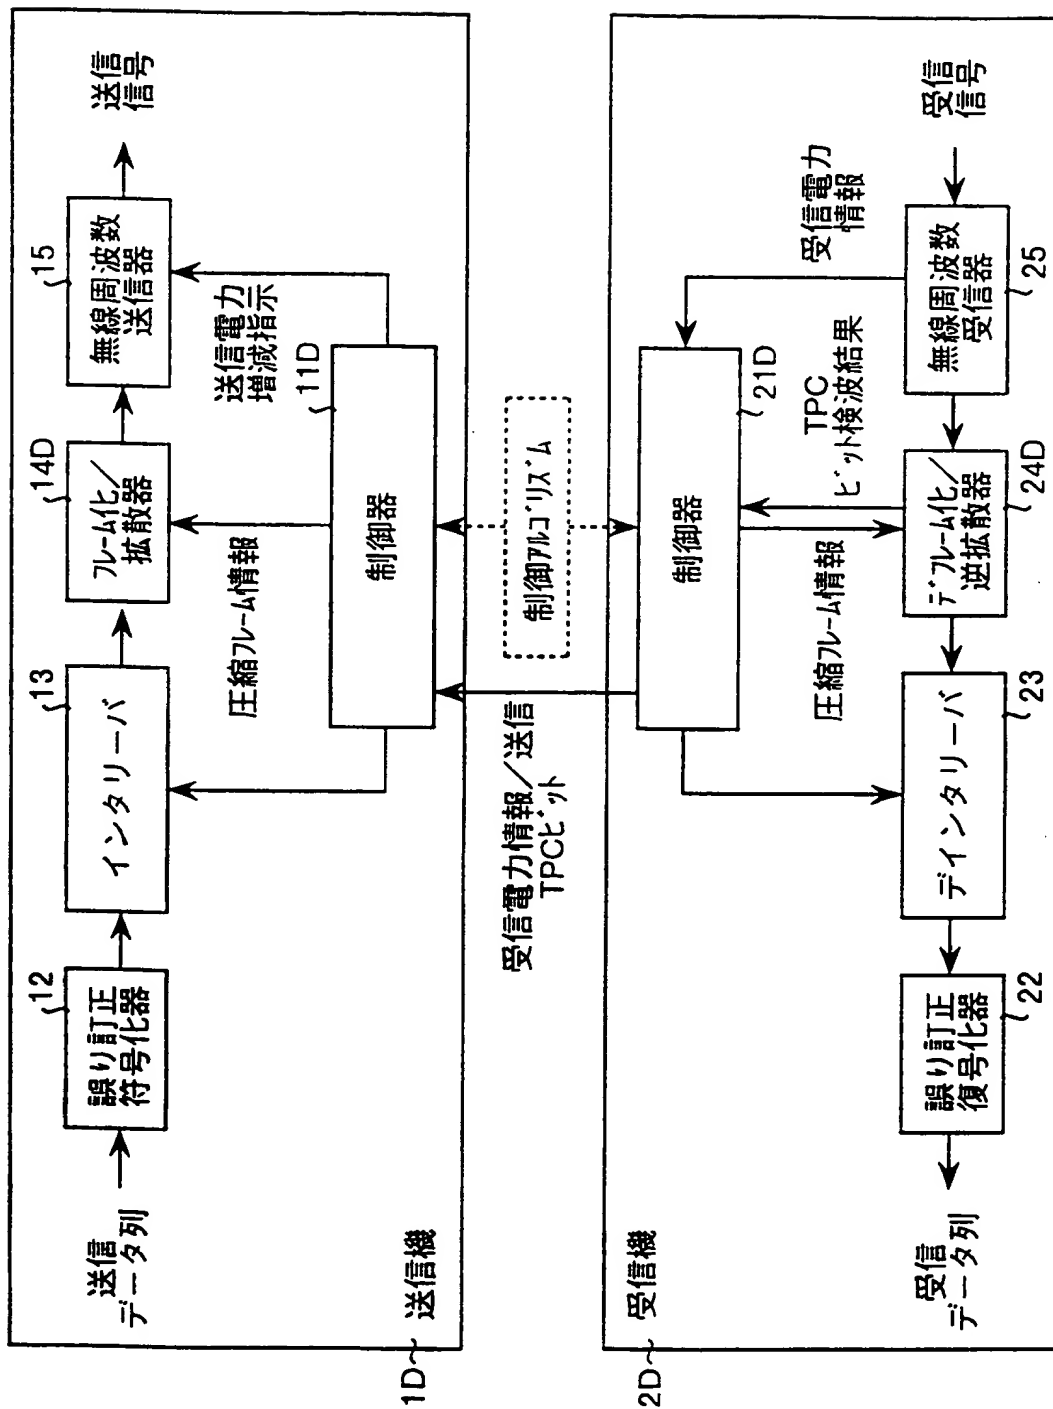 1D
送信機
送信
データ列
12
誤り訂正
符号化器
13
インタリーバ
14D
フレーム化／
拡散器
15
無線周波数
送信器
送信
信号
圧縮フレーム情報
送信電力
増減指示
11D
制御器
受信電力情報／送信
TPCビット
制御アルゴリズム
2D
受信機
21D
制御器
圧縮フレーム情報
TPC
ビット検波結果
受信電力
情報
受信
データ列
誤り訂正
復号化器
22
デインタリーバ
23
デフレーム化／
逆拡散器
24D
無線周波数
受信器
25
受信
信号